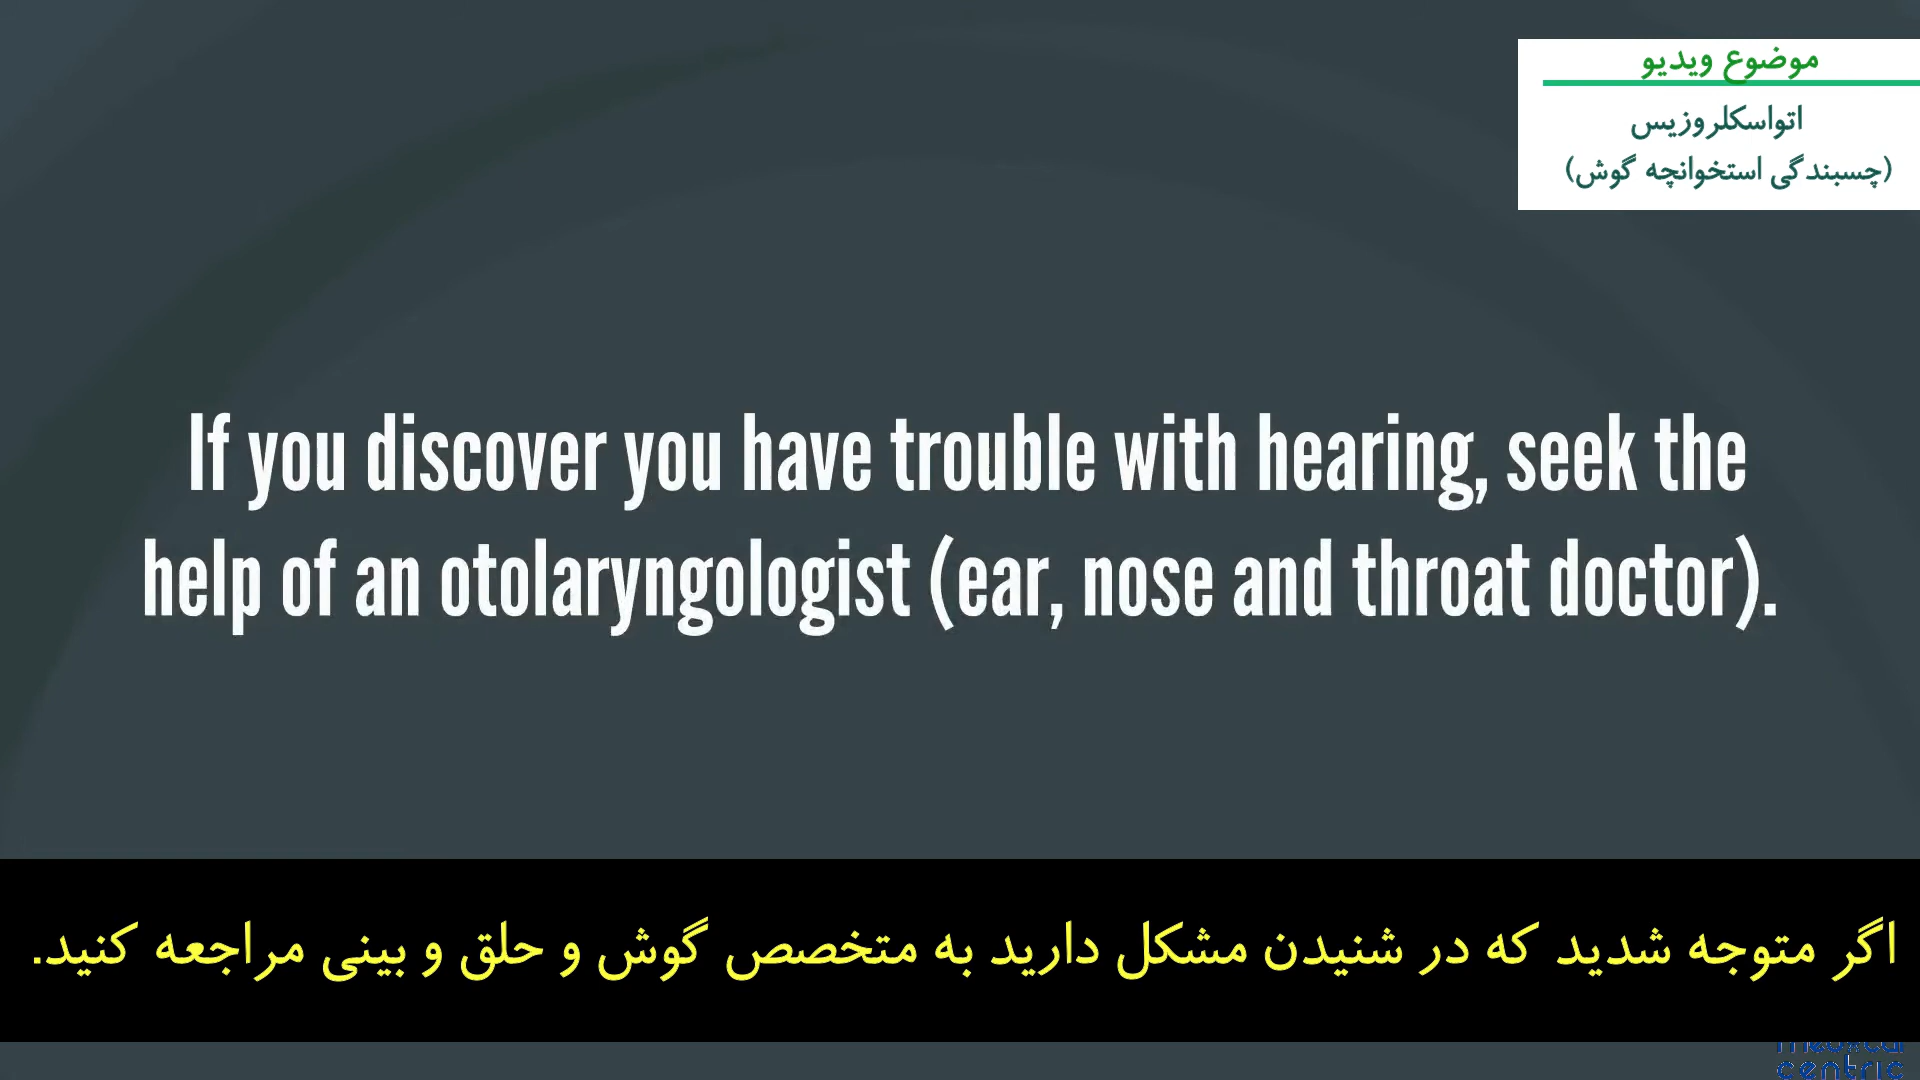 موضوع ویدیو
اتواسکلروزیس
(چسبندگی استخوانچه گوش)
If you discover you have trouble with hearing, seek the
help of an otolaryngologist (ear, nose and throat doctor).
اگر متوجه شدید که در شنیدن مشکل دارید به متخصص گوش و حلق و بینی مراجعه کنید.
centric